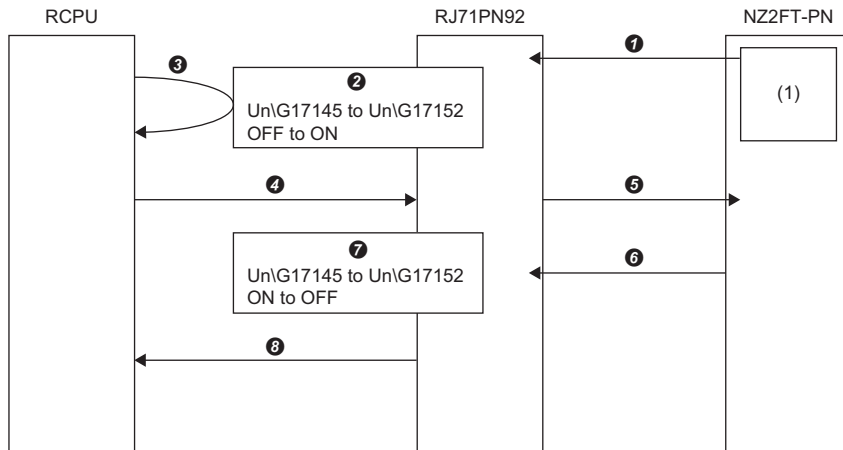 RCPU
RJ71PN92
NZ2FT-PN
❶
❸
❷
Un\G17145 to Un\G17152
OFF to ON
(1)
❹
❺
❼
Un\G17145 to Un\G17152
ON to OFF
❻
❽